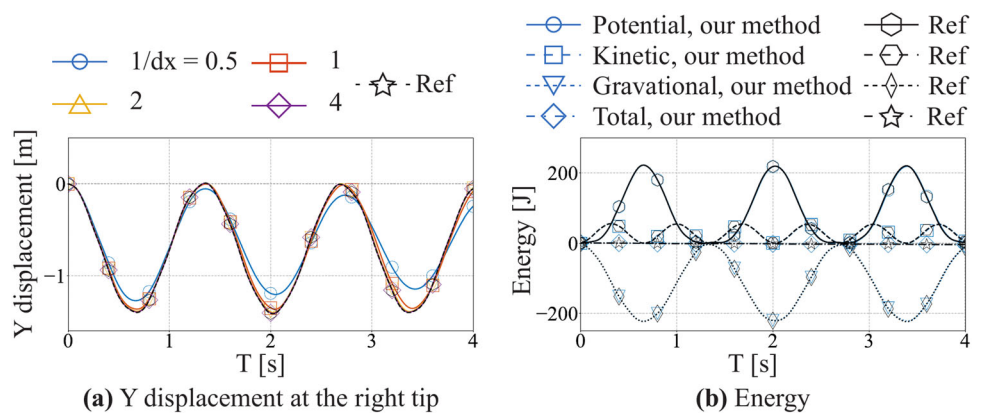 1/dx = 0.5
1
2
4
Ref
Y displacement [m]
0
−1
0
1
2
3
4
T [s]
(a) Y displacement at the right tip
Potential, our method
Ref
Kinetic, our method
Ref
Gravational, our method
Ref
Total, our method
Ref
Energy [J]
200
0
−200
0
1
2
3
4
T [s]
(b) Energy